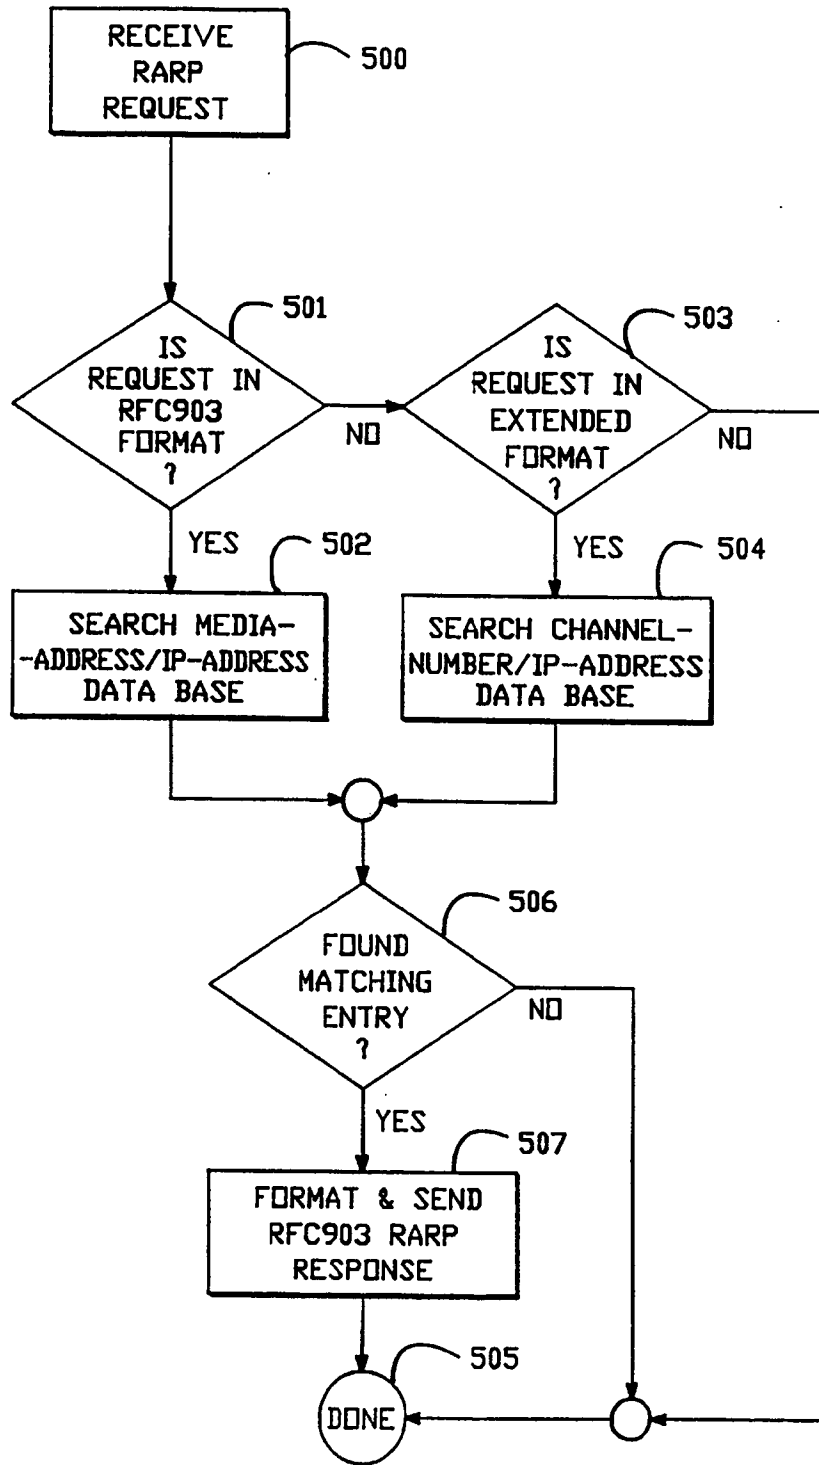 RECEIVE
RARP
REQUEST
500
501
IS
REQUEST IN
RFC903
FORMAT
?
NO
503
IS
REQUEST IN
EXTENDED
FORMAT
?
NO
YES
502
YES
504
SEARCH MEDIA-
-ADDRESS/IP-ADDRESS
DATA BASE
SEARCH CHANNEL-
NUMBER/IP-ADDRESS
DATA BASE
506
FOUND
MATCHING
ENTRY
?
NO
YES
507
FORMAT & SEND
RFC903 RARP
RESPONSE
505
DONE